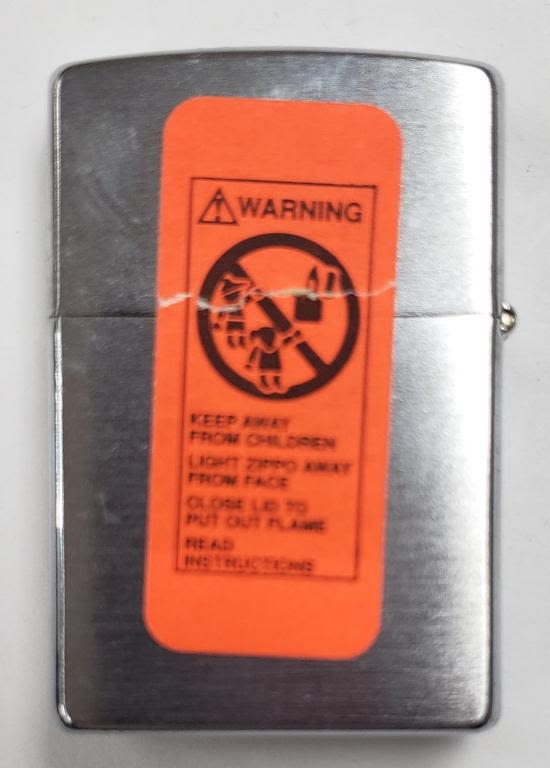 WARNING
KEEP AWAY
FROM CHILDREN
LIGHT ZIPPO AWAY
FROM FACE
CLOSE LID TO
PUT OUT FLAME
READ
INSTRUCTIONS